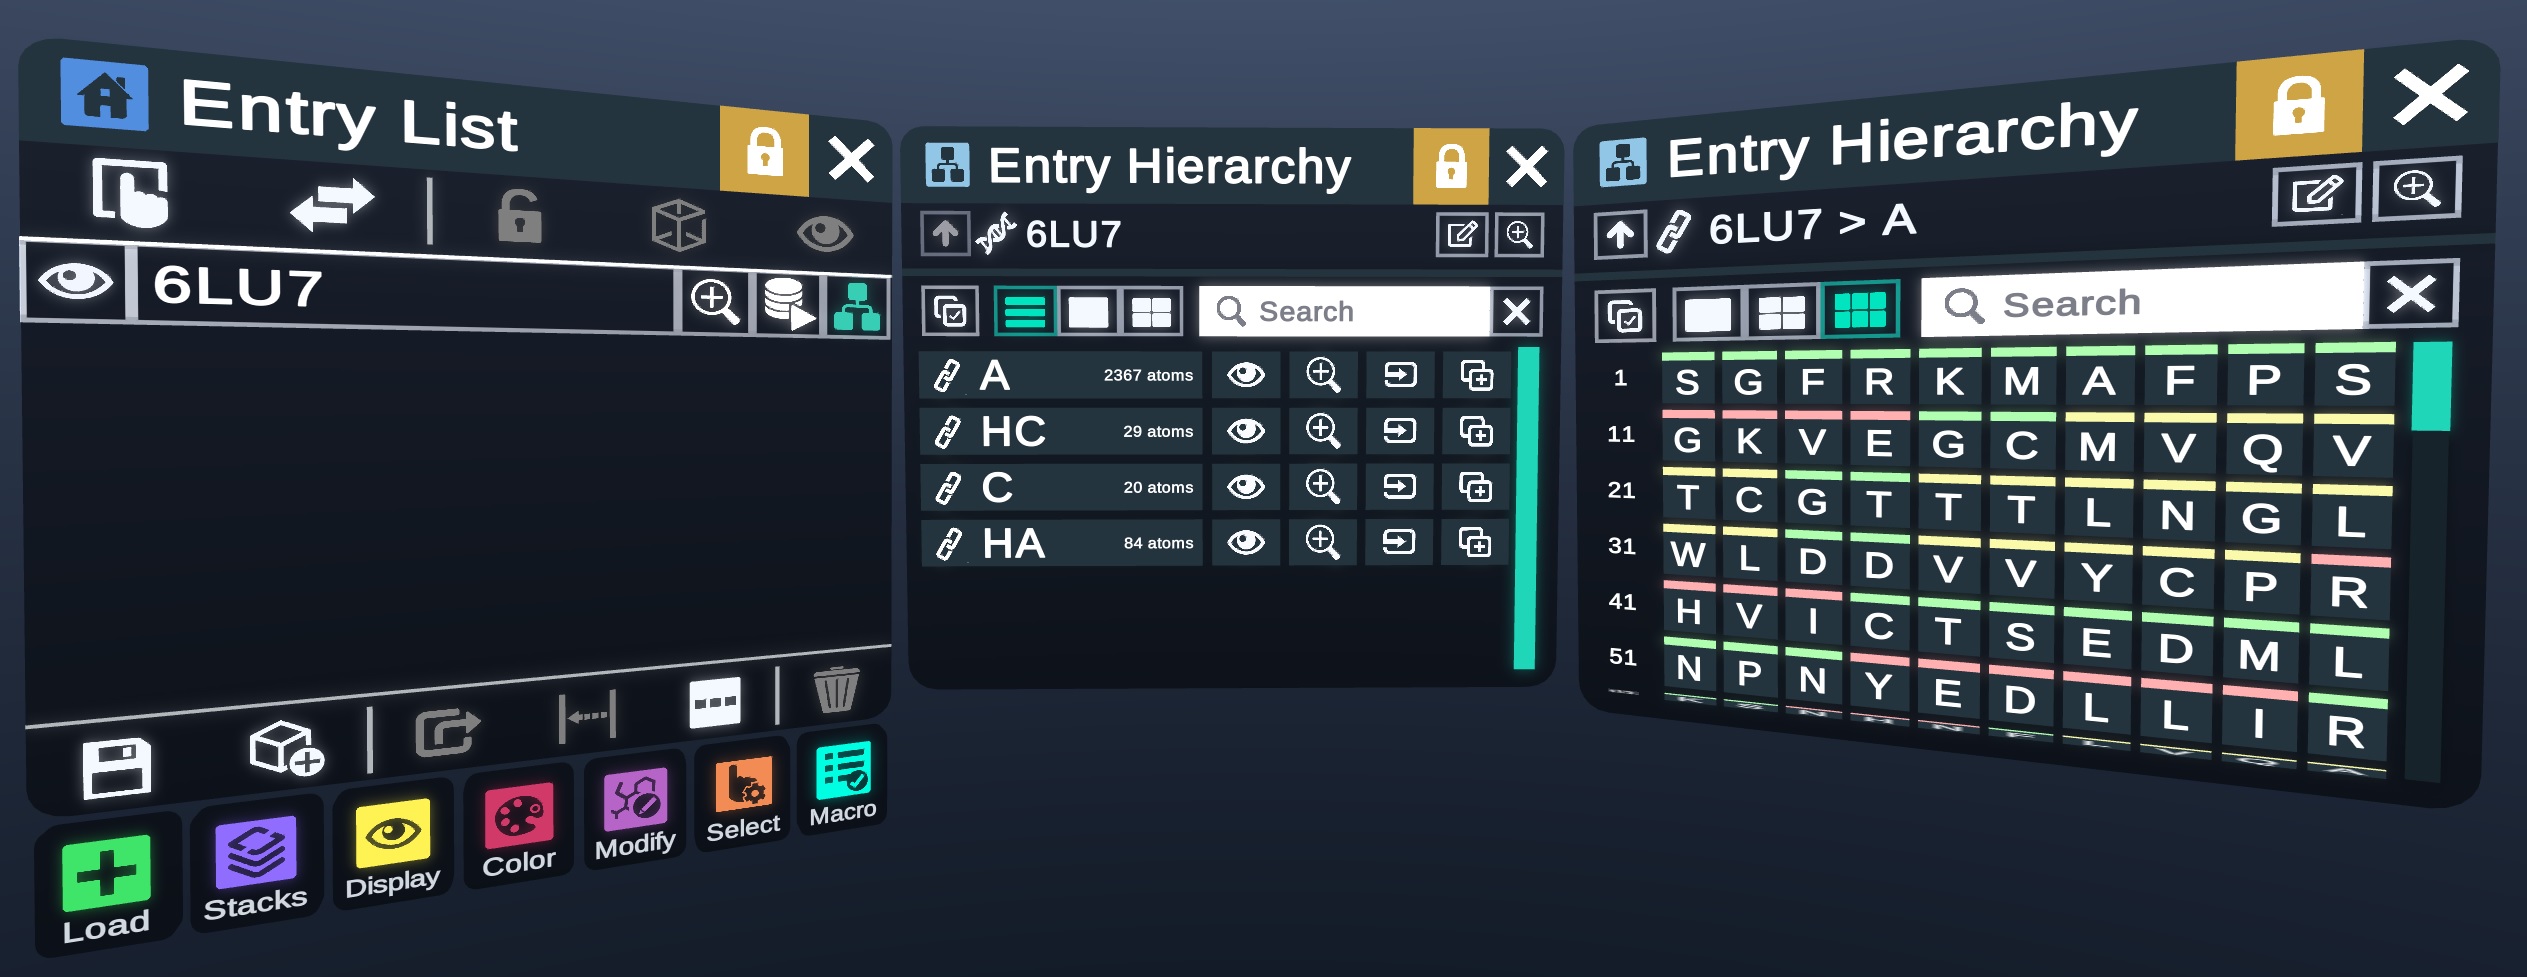 Entry List
6LU7
Load
Stacks
Display
Color
Modify
Select
Macro
Entry Hierarchy
6LU7
Search
A 2367 atoms
HC 29 atoms
C 20 atoms
HA 84 atoms
Entry Hierarchy
6LU7 > A
Search
1 S G F R K M A F P S
11 G K V E G C M V Q V
21 T C G T T T L N G L
31 W L D D V V Y C P R
41 H V I C T S E D M L
51 N P N Y E D L L I R